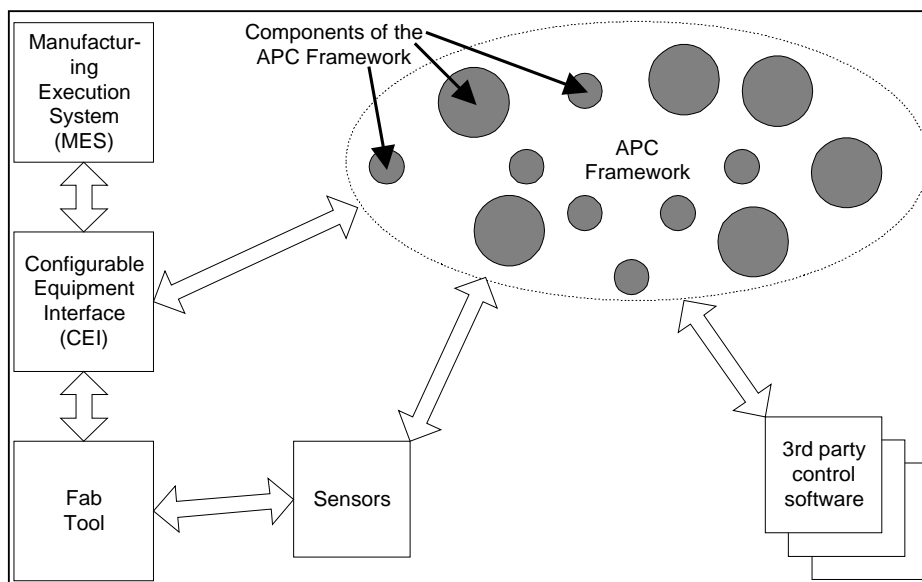 Manufactur-
ing
Execution
System
(MES)
Components of the
APC Framework
APC
Framework
Configurable
Equipment
Interface
(CEI)
Fab
Tool
Sensors
3rd party
control
software